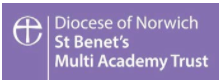 Diocese of Norwich
St Benet's
Multi Academy Trust